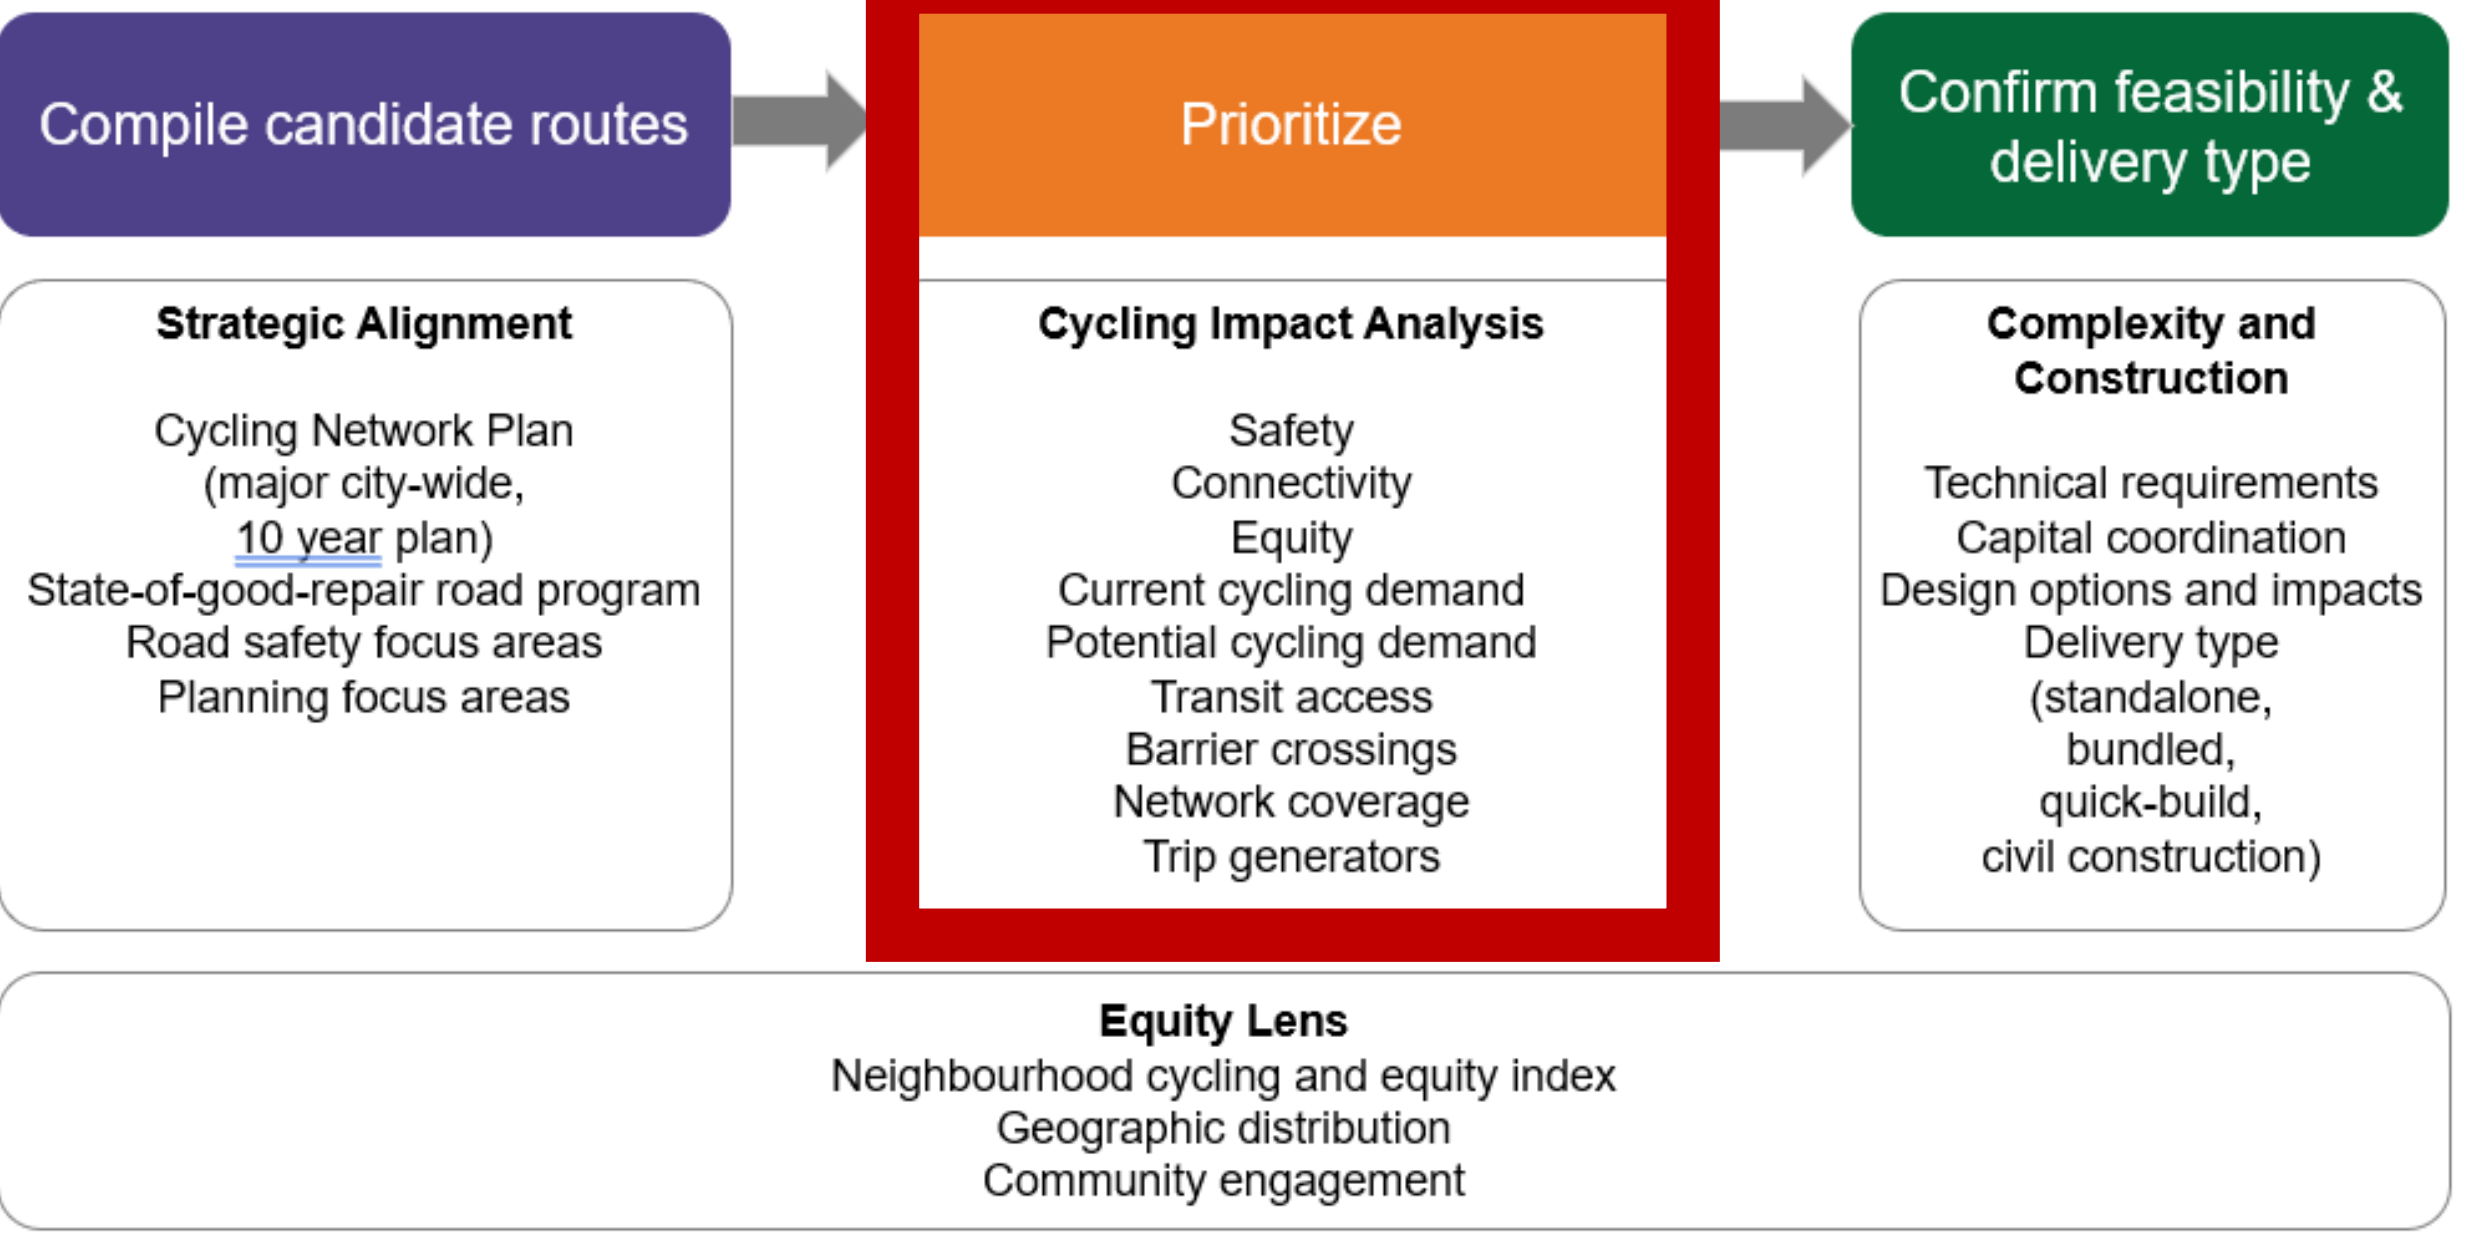 Compile candidate routes
Prioritize
Confirm feasibility &
delivery type
Strategic Alignment
Cycling Network Plan
(major city-wide,
10 year plan)
State-of-good-repair road program
Road safety focus areas
Planning focus areas
Cycling Impact Analysis
Safety
Connectivity
Equity
Current cycling demand
Potential cycling demand
Transit access
Barrier crossings
Network coverage
Trip generators
Complexity and
Construction
Technical requirements
Capital coordination
Design options and impacts
Delivery type
(standalone,
bundled,
quick-build,
civil construction)
Equity Lens
Neighbourhood cycling and equity index
Geographic distribution
Community engagement